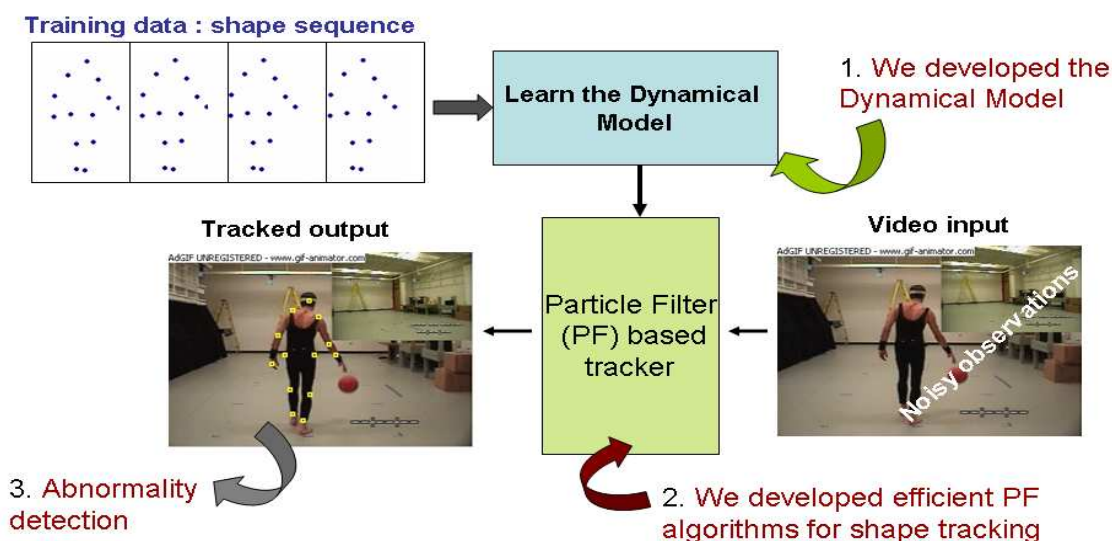 Training data : shape sequence
Learn the Dynamical
Model
1. We developed the
Dynamical Model
Tracked output
AdGIF UNREGISTERED - www.gif-animator.com
Particle Filter
(PF) based
tracker
Video input
AdGIF UNREGISTERED - www.gif-animator.com
Noisy observations
3. Abnormality
detection
2. We developed efficient PF
algorithms for shape tracking